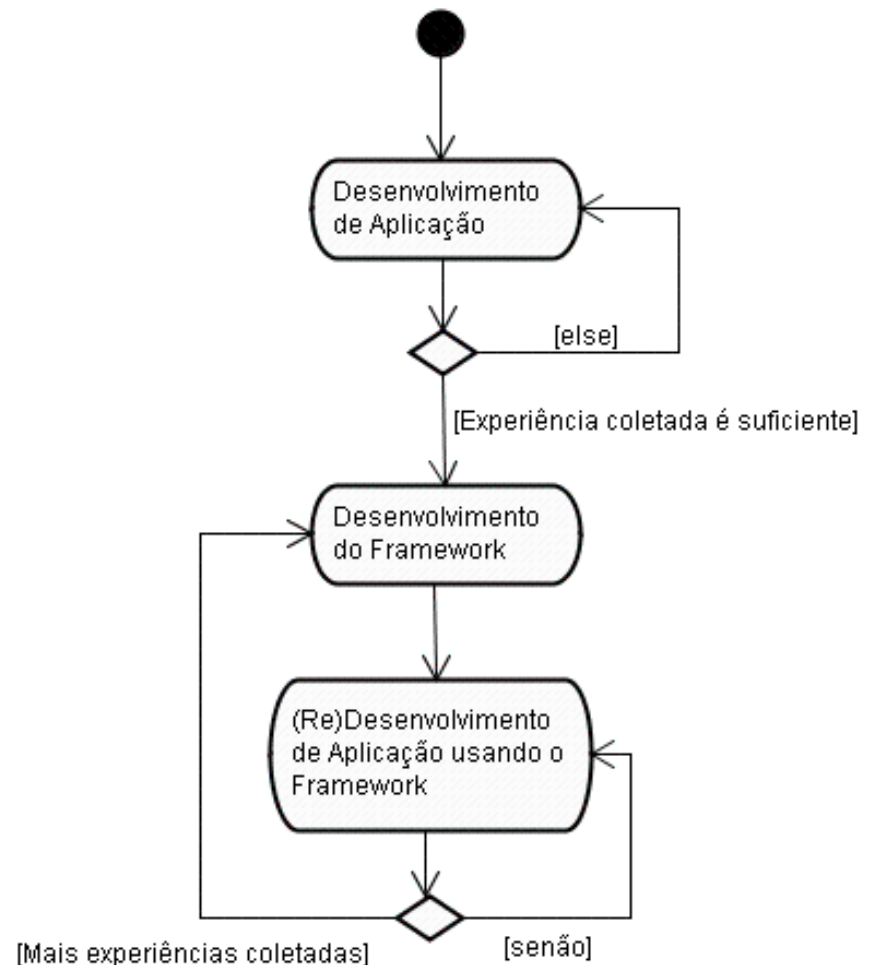 Desenvolvimento
de Aplicação
[else]
[Experiência coletada é suficiente]
Desenvolvimento
do Framework
(Re)Desenvolvimento
de Aplicação usando o
Framework
[Mais experiências coletadas]
[senão]